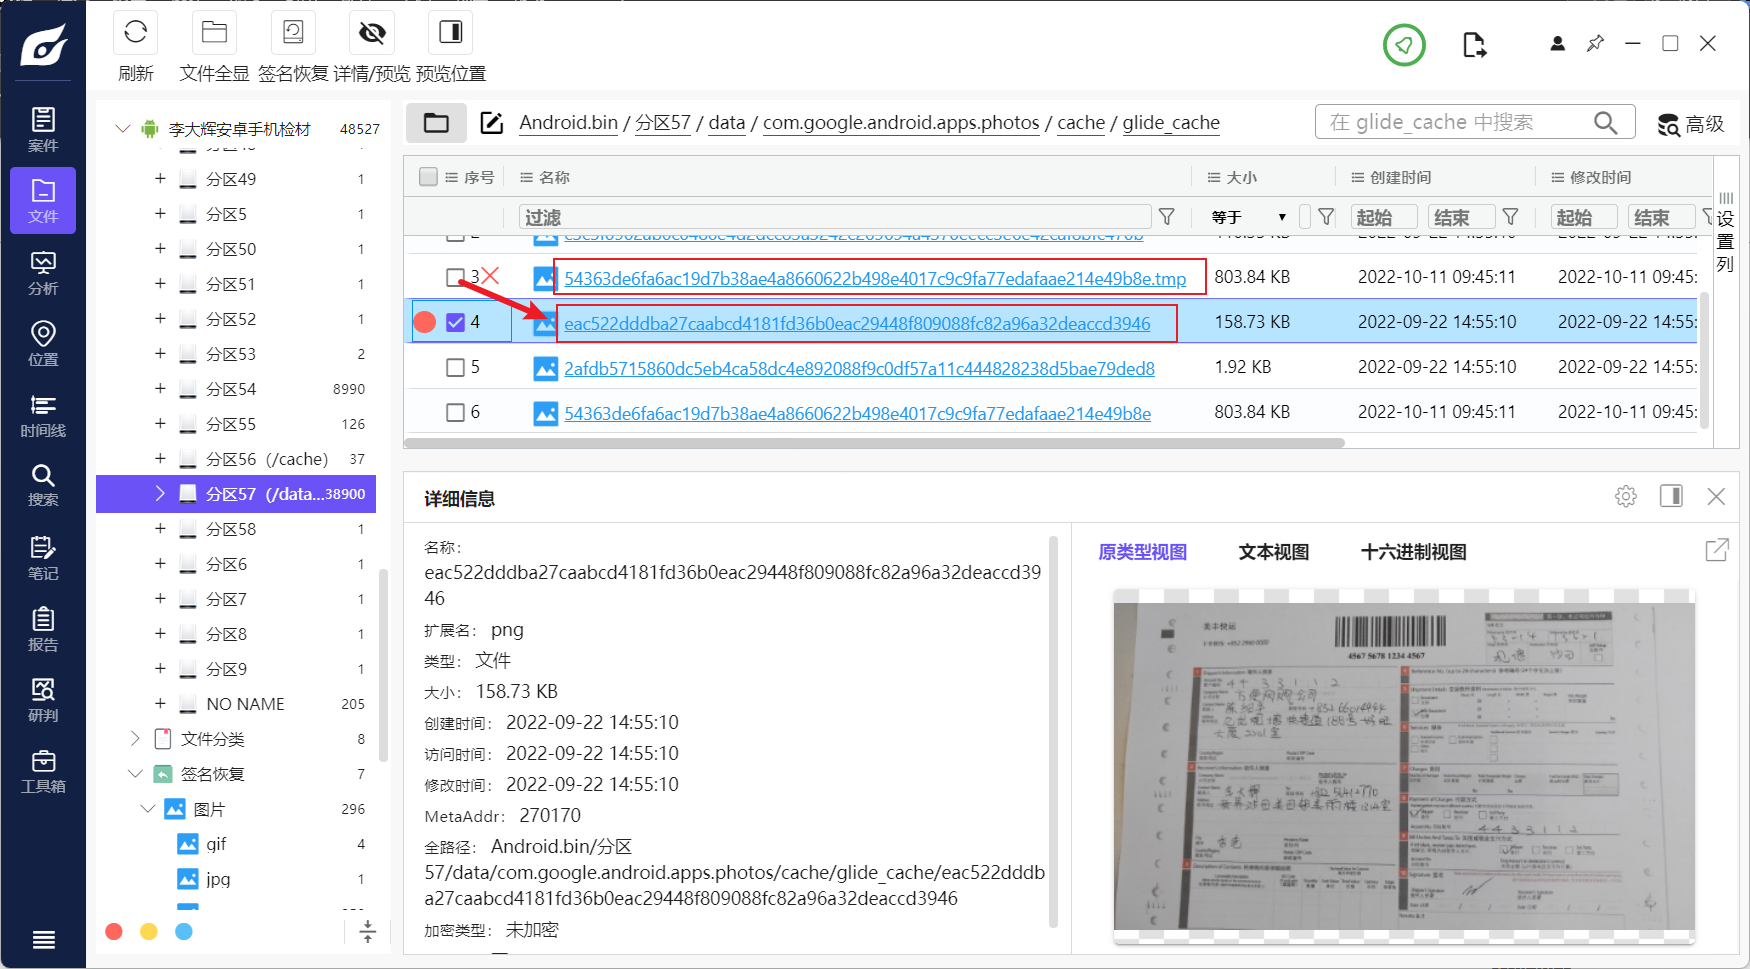 刷新
文件全显
签名恢复
详情/预览
预览位置
案件
文件
分析
位置
时间线
搜索
笔记
报告
研判
工具箱
李大辉安卓手机检材 48527
分区49 1
分区5 1
分区50 1
分区51 1
分区52 1
分区53 2
分区54 8990
分区55 126
分区56（/cache） 37
分区57（/data...38900
分区58 1
分区6 1
分区7 1
分区8 1
分区9 1
NO NAME 205
文件分类 8
签名恢复 7
图片 296
gif 4
jpg 1
Android.bin / 分区57 / data / com.google.android.apps.photos / cache / glide_cache
在 glide_cache 中搜索
高级
序号 名称 大小 创建时间 修改时间
过滤 等于 起始 结束 起始 结束
设置列
3 54363de6fa6ac19d7b38ae4a8660622b498e4017c9c9fa77edafaae214e49b8e.tmp 803.84 KB 2022-10-11 09:45:11 2022-10-11 09:45:
4 eac522dddba27caabcd4181fd36b0eac29448f809088fc82a96a32deaccd3946 158.73 KB 2022-09-22 14:55:10 2022-09-22 14:55:
5 2afdb5715860dc5eb4ca58dc4e892088f9c0df57a11c444828238d5bae79ded8 1.92 KB 2022-09-22 14:55:10 2022-09-22 14:55:
6 54363de6fa6ac19d7b38ae4a8660622b498e4017c9c9fa77edafaae214e49b8e 803.84 KB 2022-10-11 09:45:11 2022-10-11 09:45:
详细信息
名称：
eac522dddba27caabcd4181fd36b0eac29448f809088fc82a96a32deaccd39
46
扩展名： png
类型： 文件
大小： 158.73 KB
创建时间： 2022-09-22 14:55:10
访问时间： 2022-09-22 14:55:10
修改时间： 2022-09-22 14:55:10
MetaAddr： 270170
全路径： Android.bin/分区
57/data/com.google.android.apps.photos/cache/glide_cache/eac522dddb
a27caabcd4181fd36b0eac29448f809088fc82a96a32deaccd3946
加密类型： 未加密
原类型视图 文本视图 十六进制视图
4567 5678 1234 4567
4433112
4433112